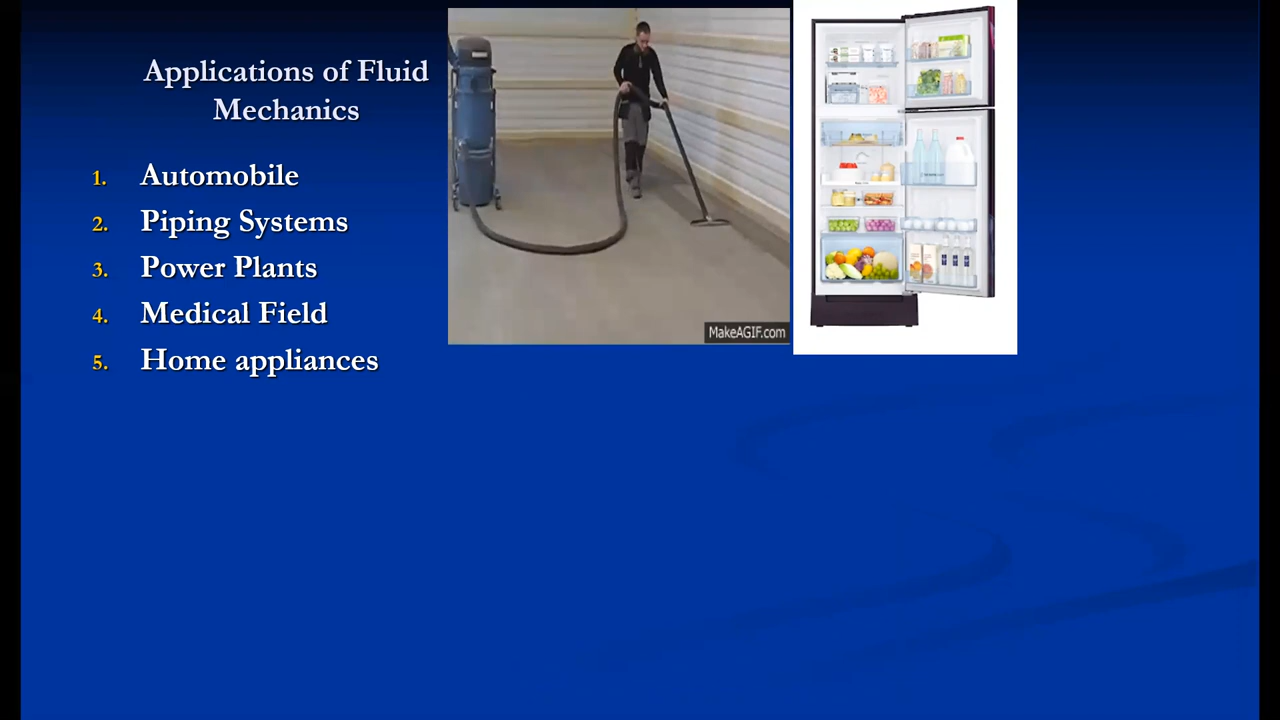 Applications of Fluid
Mechanics
1. Automobile
2. Piping Systems
3. Power Plants
4. Medical Field
5. Home appliances
MakeAGIF.com